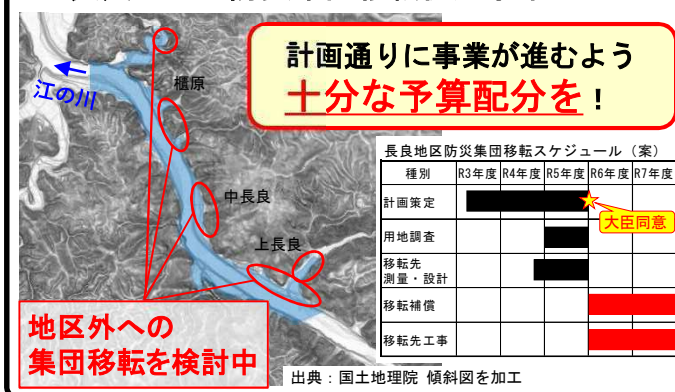 計画通りに事業が進むよう
十分な予算配分を！
江の川
櫃原
中長良
上長良
地区外への
集団移転を検討中
長良地区防災集団移転スケジュール（案）
種別 R3年度 R4年度 R5年度 R6年度 R7年度
計画策定
大臣同意
用地調査
移転先
測量・設計
移転補償
移転先工事
出典：国土地理院 傾斜図を加工